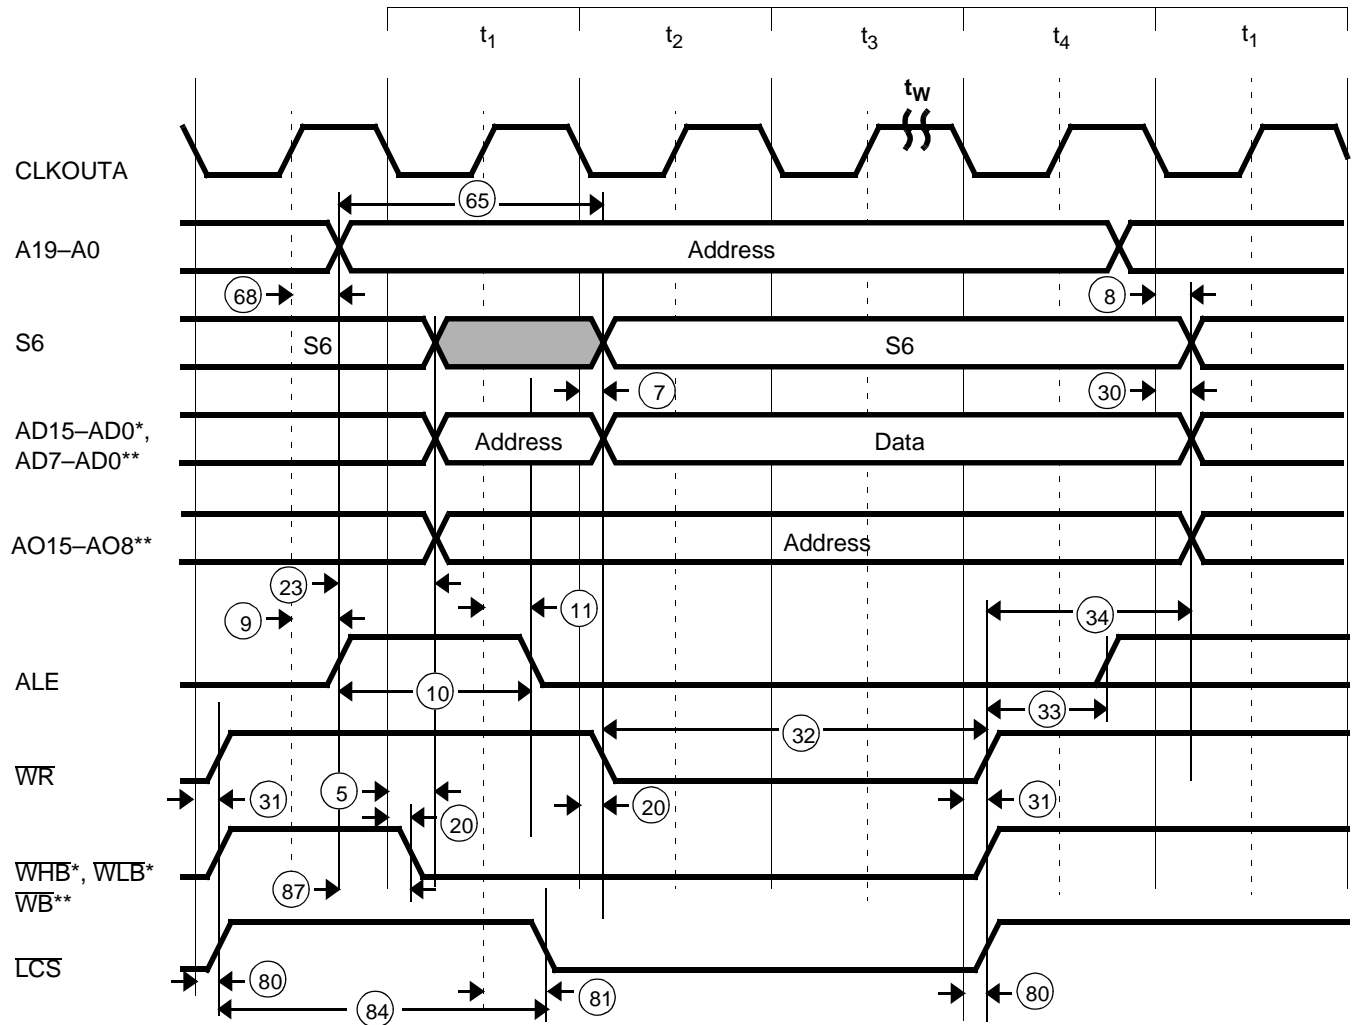 t1 t2 t3 t4 t1
tW
CLKOUTA
65
A19–A0 Address
68 8
S6 S6 S6
7 30
AD15–AD0*,
AD7–AD0** Address Data
AO15–AO8** Address
23
9 11 34
ALE
10 33
32
WR
31 5 20 20 31
WHB*, WLB*
WB** 87
LCS
80 84 81 80